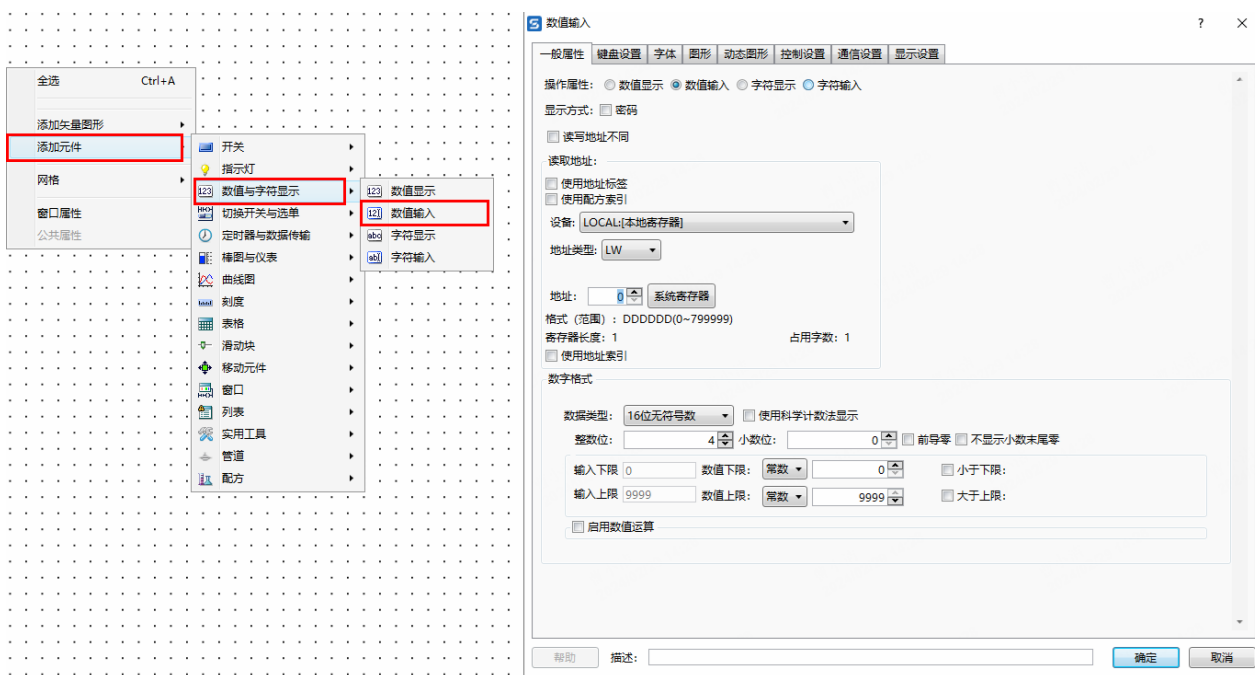 全选 Ctrl+A
添加矢量图形
添加元件
网格
窗口属性
公共属性
开关
指示灯
123 数值与字符显示
切换开关与选单
定时器与数据传输
棒图与仪表
曲线图
刻度
表格
滑动块
移动元件
窗口
列表
实用工具
管道
配方
123 数值显示
12 数值输入
abc 字符显示
ab 字符输入
S 数值输入 ?
一般属性 键盘设置 字体 图形 动态图形 控制设置 通信设置 显示设置
操作属性: 数值显示 数值输入 字符显示 字符输入
显示方式: 密码
读写地址不同
读取地址:
使用地址标签
使用配方索引
设备: LOCAL:[本地寄存器]
地址类型: LW
地址: 0 系统寄存器
格式 (范围) : DDDDDD(0~799999)
寄存器长度: 1 占用字数: 1
使用地址索引
数字格式
数据类型: 16位无符号数 使用科学计数法显示
整数位: 4 小数位: 0 前导零 不显示小数末尾零
输入下限 0 数值下限: 常数 0 小于下限:
输入上限 9999 数值上限: 常数 9999 大于上限:
启用数值运算
帮助 描述: 确定 取消